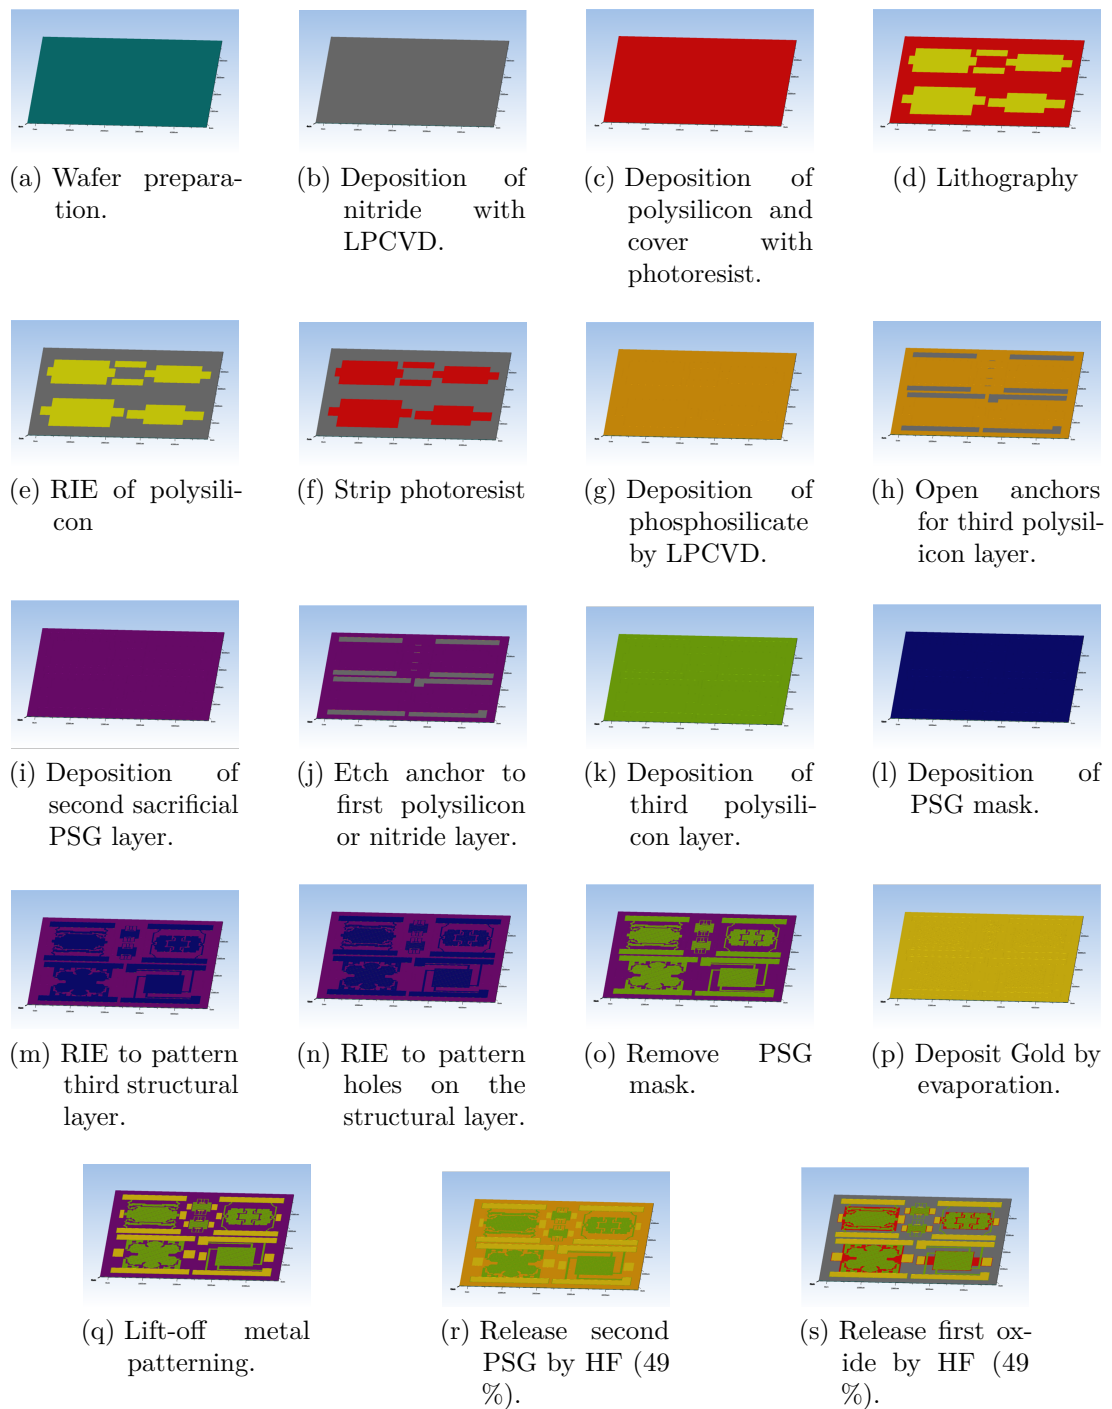 (a) Wafer prepara-
tion.
(b) Deposition of
nitride with
LPCVD.
(c) Deposition of
polysilicon and
cover with
photoresist.
(d) Lithography
(e) RIE of polysili-
con
(f) Strip photoresist
(g) Deposition of
phosphosilicate
by LPCVD.
(h) Open anchors
for third polysil-
icon layer.
(i) Deposition of
second sacrificial
PSG layer.
(j) Etch anchor to
first polysilicon
or nitride layer.
(k) Deposition of
third polysili-
con layer.
(l) Deposition of
PSG mask.
(m) RIE to pattern
third structural
layer.
(n) RIE to pattern
holes on the
structural layer.
(o) Remove PSG
mask.
(p) Deposit Gold by
evaporation.
(q) Lift-off metal
patterning.
(r) Release second
PSG by HF (49
%).
(s) Release first ox-
ide by HF (49
%).